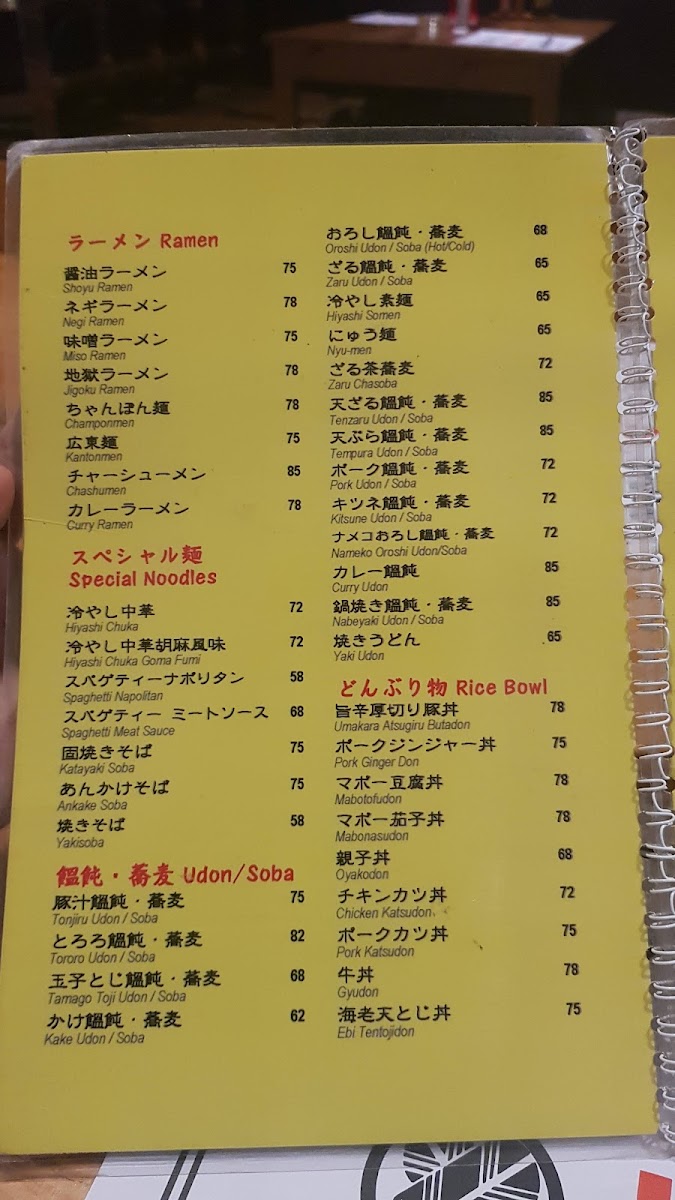 ラーメン Ramen
醤油ラーメン 75
Shoyu Ramen
ネギラーメン 78
Negi Ramen
味噌ラーメン 75
Miso Ramen
地獄ラーメン 78
Jigoku Ramen
ちゃんぽん麺 78
Champonmen
広東麺 75
Kantonmen
チャーシューメン 85
Chashumen
カレーラーメン 78
Curry Ramen
スペシャル麺
Special Noodles
冷やし中華 72
Hiyashi Chuka
冷やし中華胡麻風味 72
Hiyashi Chuka Goma Fumi
スパゲティーナポリタン 58
Spaghetti Napolitan
スパゲティー ミートソース 68
Spaghetti Meat Sauce
固焼きそば 75
Katayaki Soba
あんかけそば 75
Ankake Soba
焼きそば 58
Yakisoba
饂飩・蕎麦 Udon/Soba
豚汁饂飩・蕎麦 75
Tonjiru Udon / Soba
とろろ饂飩・蕎麦 82
Tororo Udon / Soba
玉子とじ饂飩・蕎麦 68
Tamago Toji Udon / Soba
かけ饂飩・蕎麦 62
Kake Udon / Soba
おろし饂飩・蕎麦 68
Oroshi Udon / Soba (Hot/Cold)
ざる饂飩・蕎麦 65
Zaru Udon / Soba
冷やし素麺 65
Hiyashi Somen
にゅう麺 65
Nyu-men
ざる茶蕎麦 72
Zaru Chasoba
天ざる饂飩・蕎麦 85
Tenzaru Udon / Soba
天ぷら饂飩・蕎麦 85
Tempura Udon / Soba
ポーク饂飩・蕎麦 72
Pork Udon / Soba
キツネ饂飩・蕎麦 72
Kitsune Udon / Soba
ナメコおろし饂飩・蕎麦 72
Nameko Oroshi Udon/Soba
カレー饂飩 85
Curry Udon
鍋焼き饂飩・蕎麦 85
Nabeyaki Udon / Soba
焼きうどん 65
Yaki Udon
どんぶり物 Rice Bowl
旨辛厚切り豚丼 78
Umakara Atsugiru Butadon
ポークジンジャー丼 75
Pork Ginger Don
マボー豆腐丼 78
Mabotofudon
マボー茄子丼 78
Mabonasudon
親子丼 68
Oyakodon
チキンカツ丼 72
Chicken Katsudon
ポークカツ丼 75
Pork Katsudon
牛丼 78
Gyudon
海老天とじ丼 75
Ebi Tentojidon